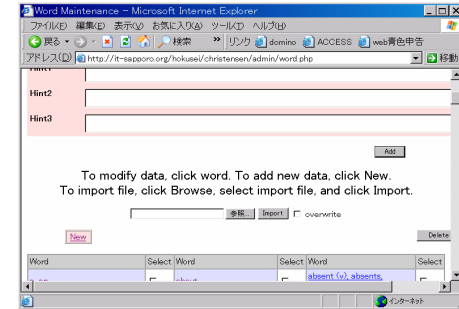 Word Maintenance - Microsoft Internet Explorer
ファイル(F) 編集(E) 表示(V) お気に入り(A) ツール(T) ヘルプ(H)
戻る 検索 » リンク domino ACCESS web青色申告
アドレス(D) http://it-sapporo.org/hokusei/christensen/admin/word.php 移動
Hint1
Hint2
Hint3
Add
To modify data, click word. To add new data, click New.
To import file, click Browse, select import file, and click Import.
参照... Import overwrite
New Delete
Word Select Word Select Word Select
a, an about absent (v), absents,
インターネット